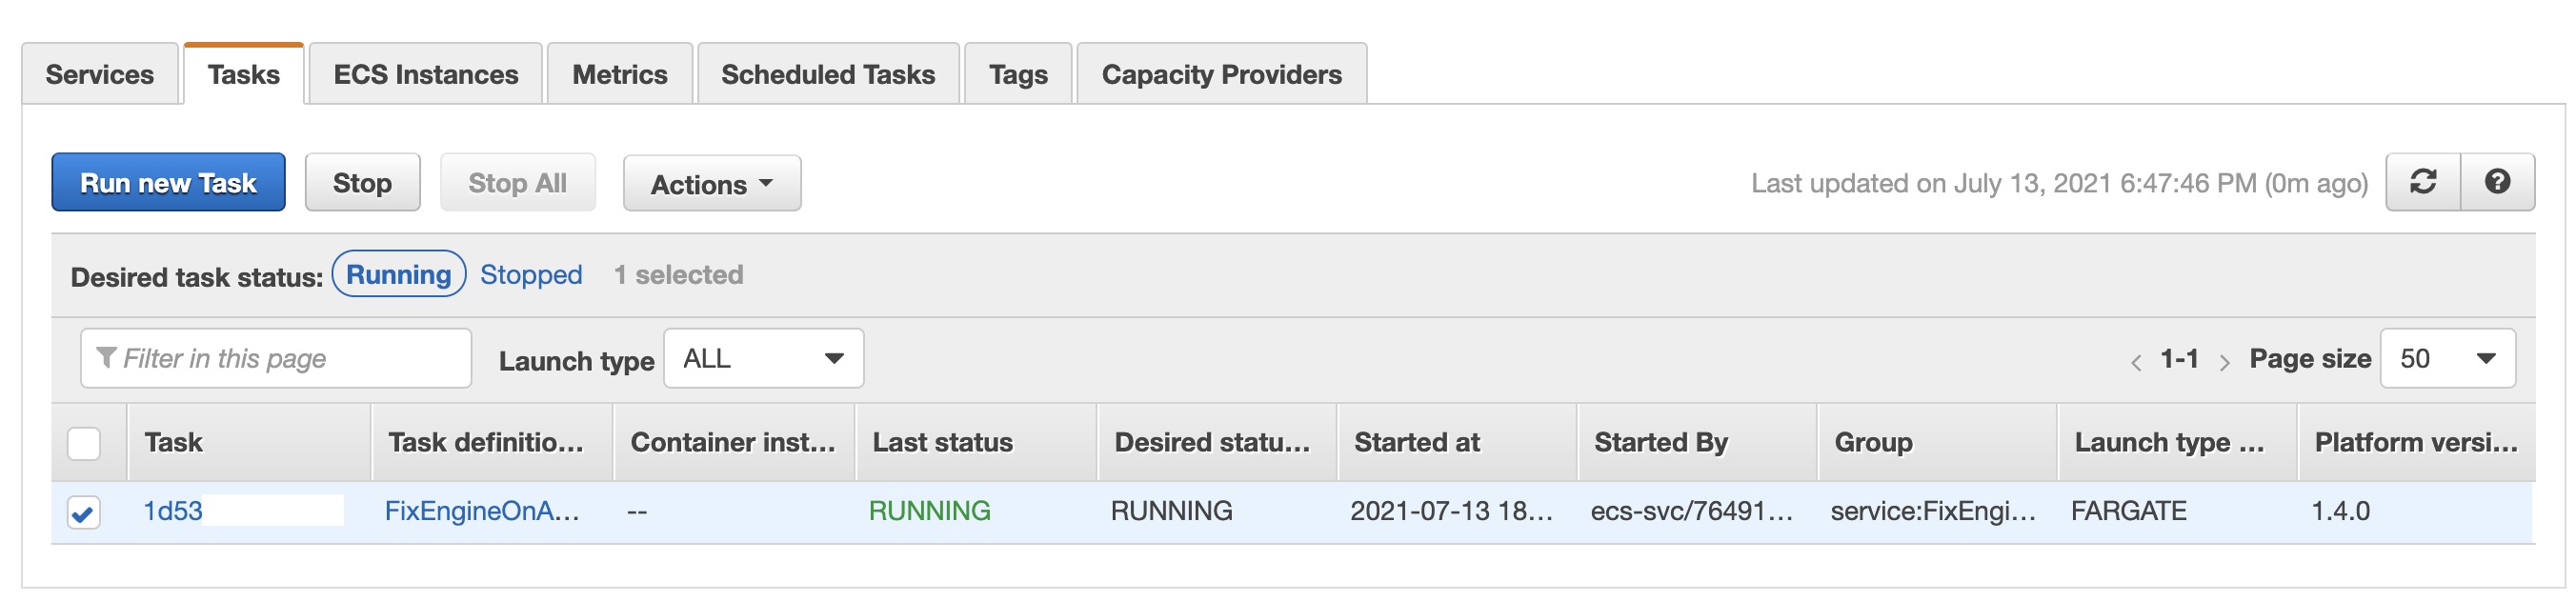 Services Tasks ECS Instances Metrics Scheduled Tasks Tags Capacity Providers
Run new Task Stop Stop All Actions Last updated on July 13, 2021 6:47:46 PM (0m ago)
Desired task status: Running Stopped 1 selected
Filter in this page Launch type ALL 1-1 Page size 50
Task Task definitio... Container inst... Last status Desired statu... Started at Started By Group Launch type ... Platform versi...
1d53 FixEngineOnA... -- RUNNING RUNNING 2021-07-13 18... ecs-svc/76491... service:FixEngi... FARGATE 1.4.0